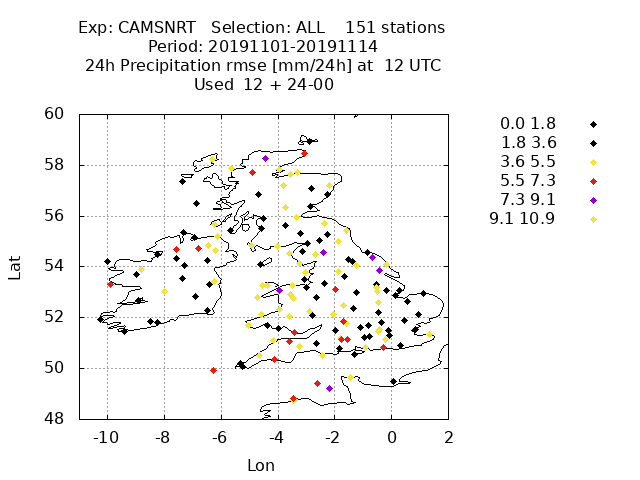 Exp: CAMSNRT   Selection: ALL    151 stations
Period: 20191101-20191114
24h Precipitation rmse [mm/24h] at  12 UTC
Used  12 + 24-00
60
58
56
54
52
50
48
Lat
-10 -8 -6 -4 -2 0 2
Lon
0.0 1.8
1.8 3.6
3.6 5.5
5.5 7.3
7.3 9.1
9.1 10.9